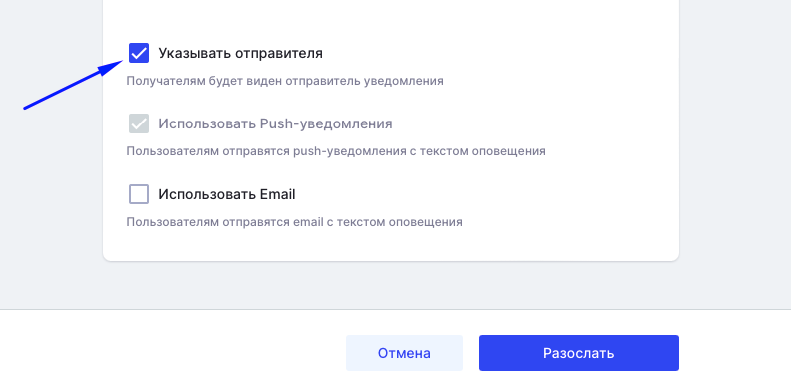 Указывать отправителя
Получателям будет виден отправитель уведомления
Использовать Push-уведомления
Пользователям отправятся push-уведомления с текстом оповещения
Использовать Email
Пользователям отправятся email с текстом оповещения
Отмена
Разослать